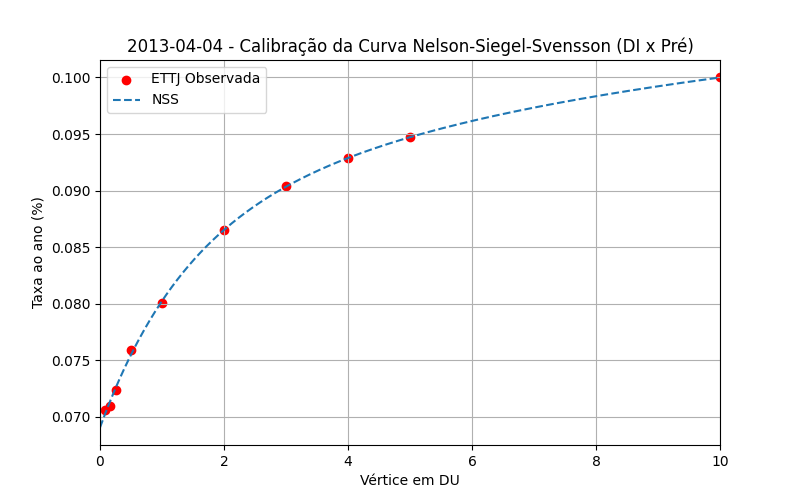 2013-04-04 - Calibração da Curva Nelson-Siegel-Svensson (DI x Pré)
ETTJ Observada
NSS
Taxa ao ano (%)
0.100
0.095
0.090
0.085
0.080
0.075
0.070
0 2 4 6 8 10
Vértice em DU